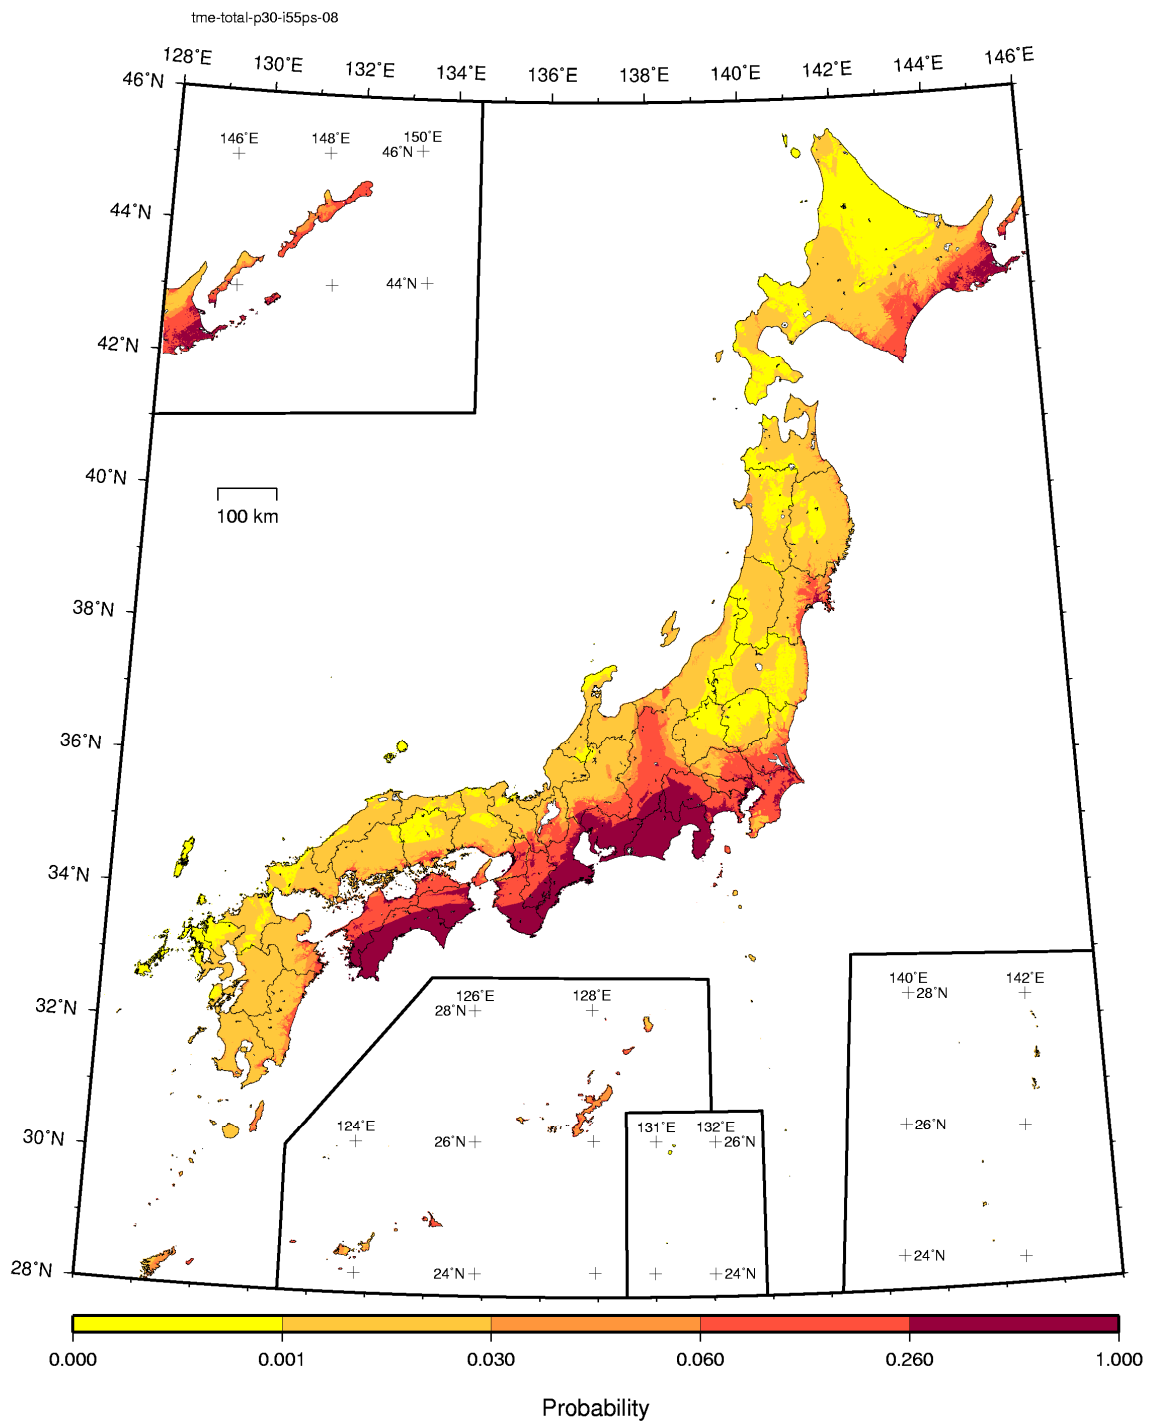 tme-total-p30-i55ps-08
128˚E 130˚E 132˚E 134˚E 136˚E 138˚E 140˚E 142˚E 144˚E 146˚E
46˚N
146˚E 148˚E 150˚E
46˚N
44˚N
44˚N
42˚N
40˚N
100 km
38˚N
36˚N
34˚N
32˚N
126˚E 128˚E
28˚N
140˚E 142˚E
28˚N
124˚E
26˚N
131˚E 132˚E
26˚N
26˚N
30˚N
24˚N
24˚N
24˚N
28˚N
0.000 0.001 0.030 0.060 0.260 1.000
Probability